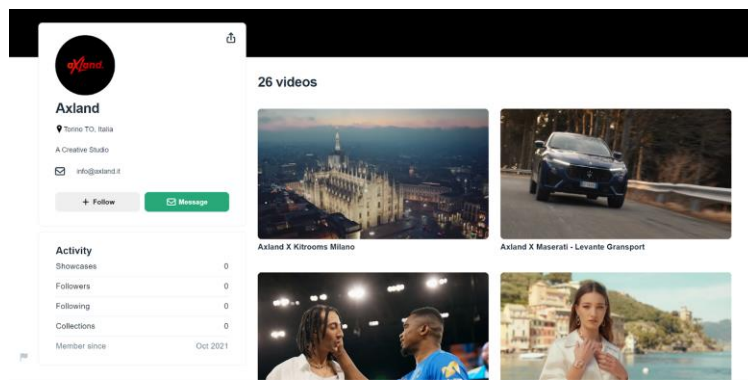 axland.
Axland
Torino TO, Italia
A Creative Studio
info@axland.it
+ Follow
Message
Activity
Showcases 0
Followers 0
Following 0
Collections 0
Member since Oct 2021
26 videos
Axland X Kitrooms Milano
Axland X Maserati - Levante Gransport